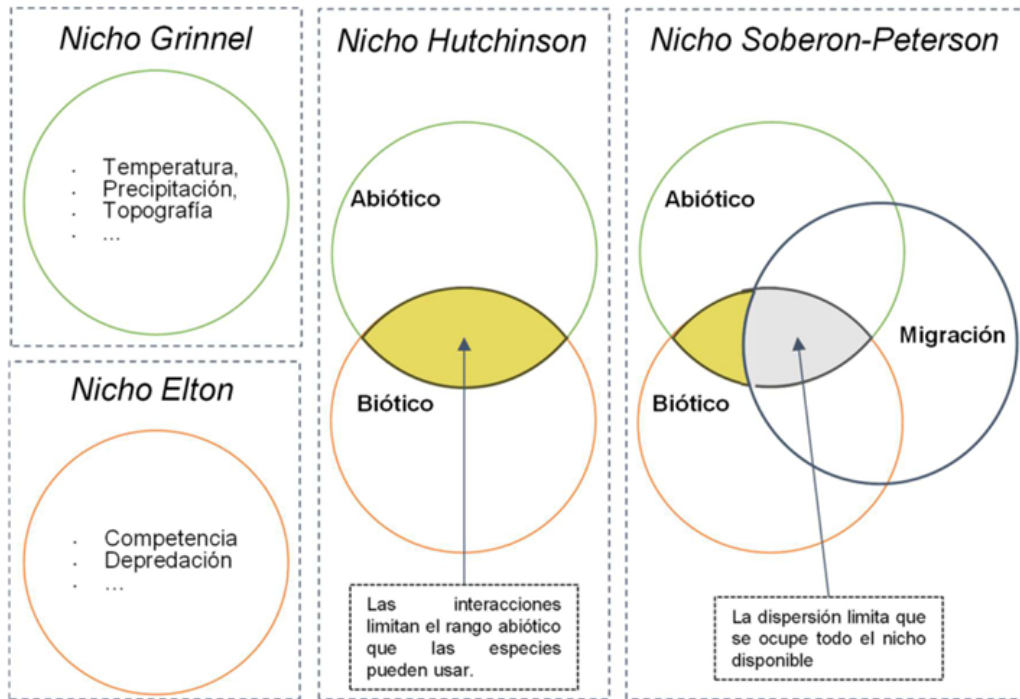 Nicho Grinnel
. Temperatura,
. Precipitación,
. Topografía
. ...
Nicho Elton
. Competencia
. Depredación
. ...
Nicho Hutchinson
Abiótico
Biótico
Las interacciones
limitan el rango abiótico
que las especies
pueden usar.
Nicho Soberon-Peterson
Abiótico
Migración
Biótico
La dispersión limita que
se ocupe todo el nicho
disponible